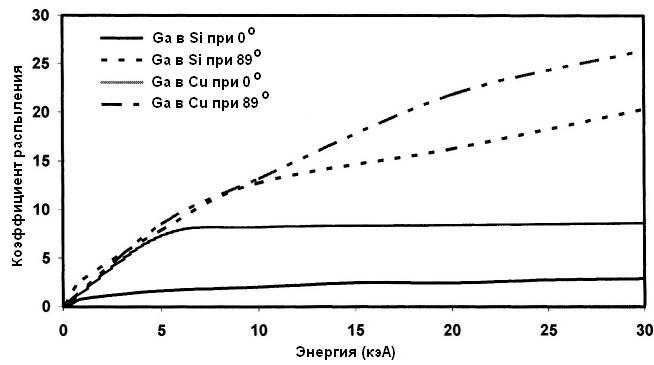 30
25
20
15
10
5
0
Коэффициент распыления
Ga в Si при 0°
Ga в Si при 89°
Ga в Cu при 0°
Ga в Cu при 89°
0 5 10 15 20 25 30
Энергия (кэА)